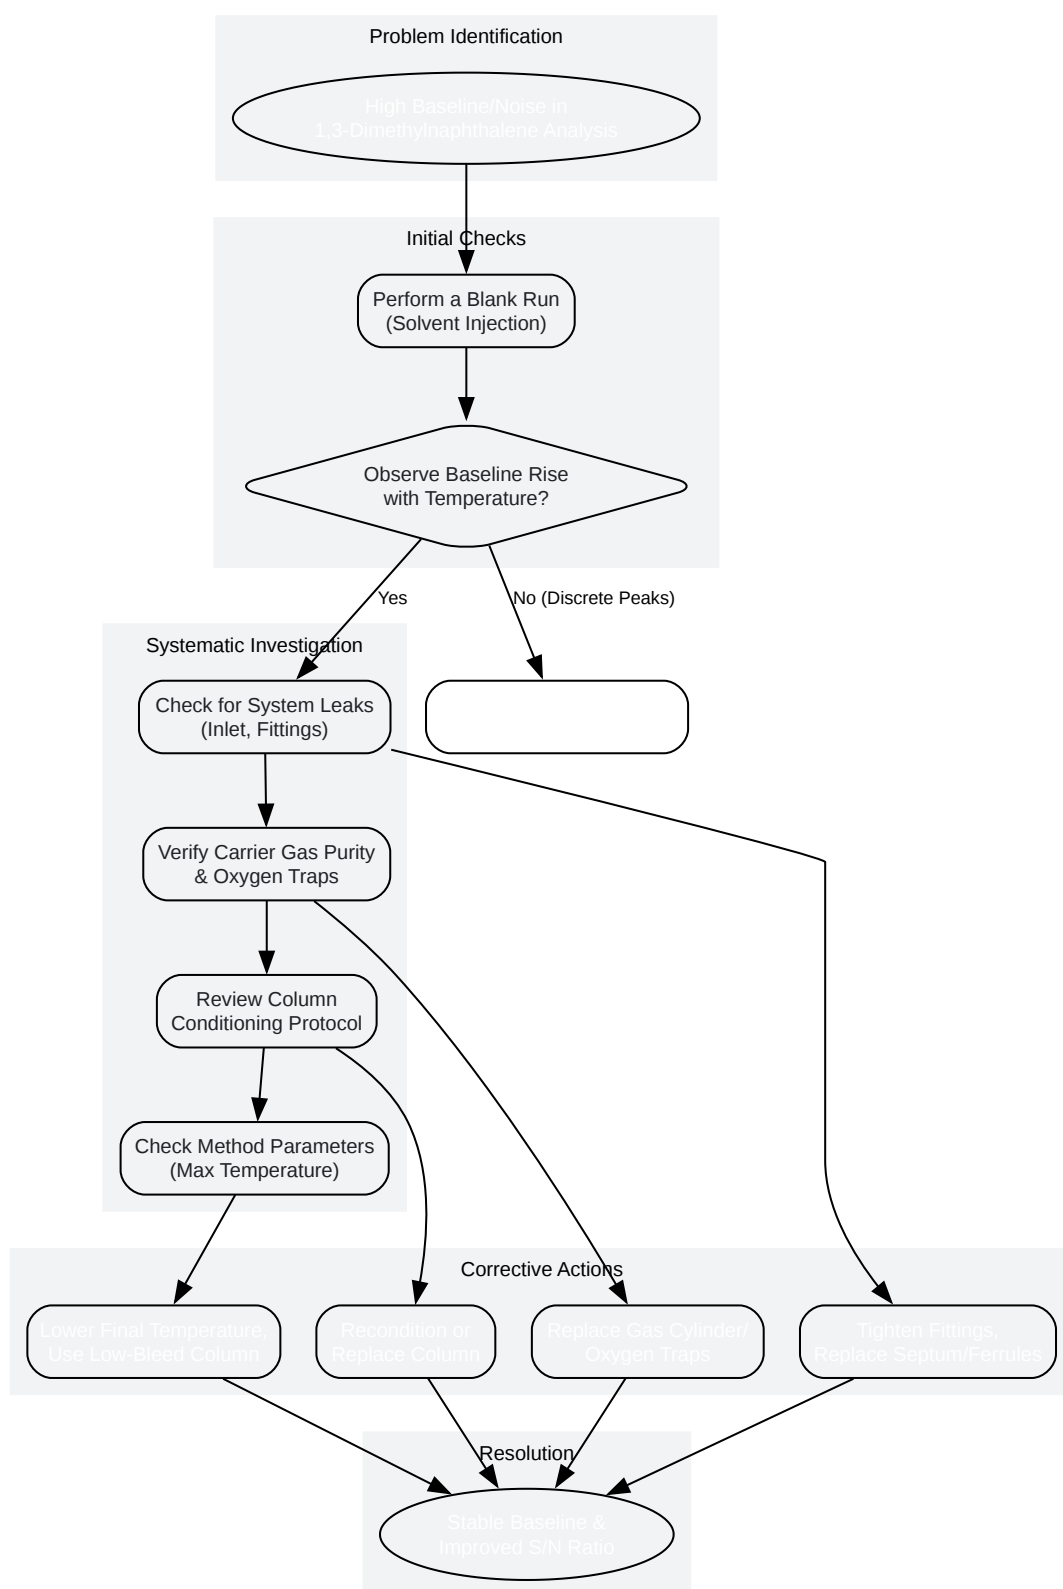 Problem Identification
High Baseline/Noise in
1,3-Dimethylnaphthalene Analysis
Initial Checks
Perform a Blank Run
(Solvent Injection)
Observe Baseline Rise
with Temperature?
Yes
No (Discrete Peaks)
Systematic Investigation
Check for System Leaks
(Inlet, Fittings)
Verify Carrier Gas Purity
& Oxygen Traps
Review Column
Conditioning Protocol
Check Method Parameters
(Max Temperature)
Corrective Actions
Lower Final Temperature,
Use Low-Bleed Column
Recondition or
Replace Column
Replace Gas Cylinder/
Oxygen Traps
Tighten Fittings,
Replace Septum/Ferrules
Resolution
Stable Baseline &
Improved S/N Ratio